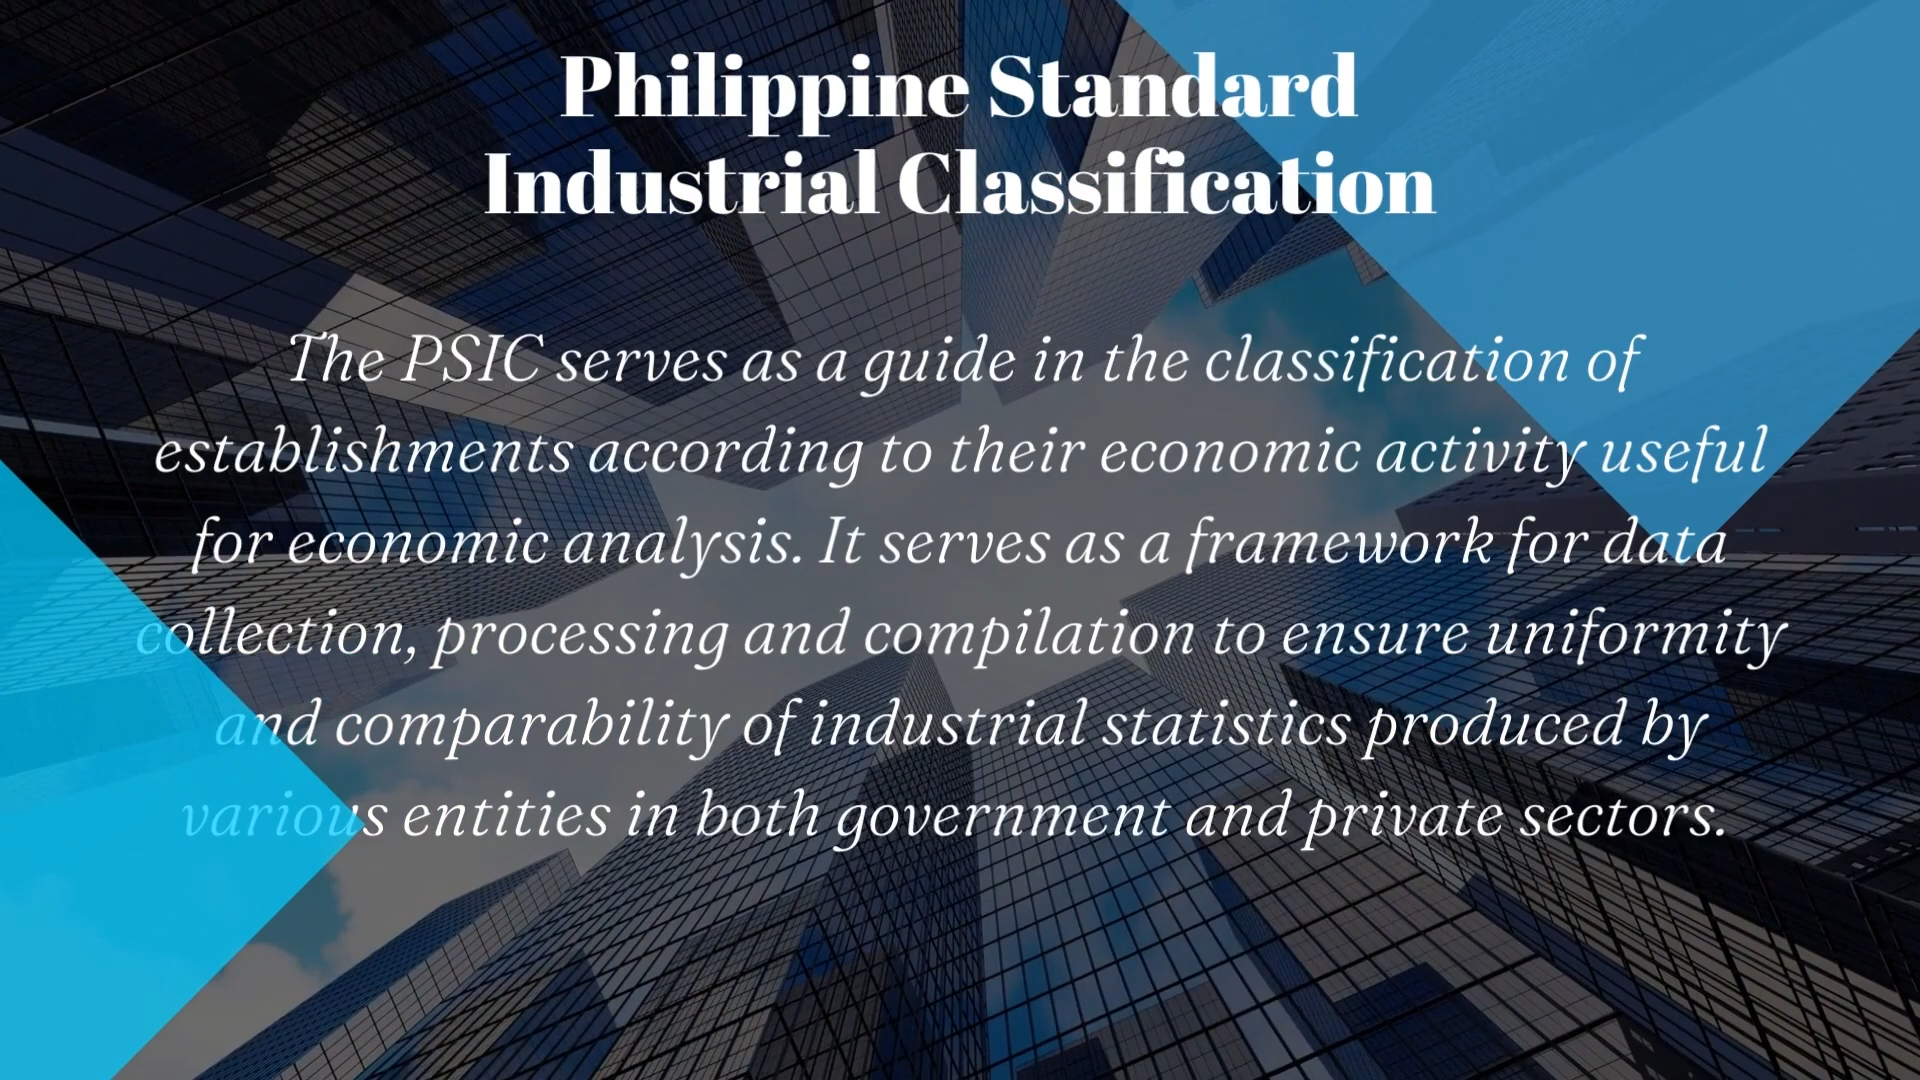 Philippine Standard
Industrial Classification
The PSIC serves as a guide in the classification of
establishments according to their economic activity useful
for economic analysis. It serves as a framework for data
collection, processing and compilation to ensure uniformity
and comparability of industrial statistics produced by
various entities in both government and private sectors.